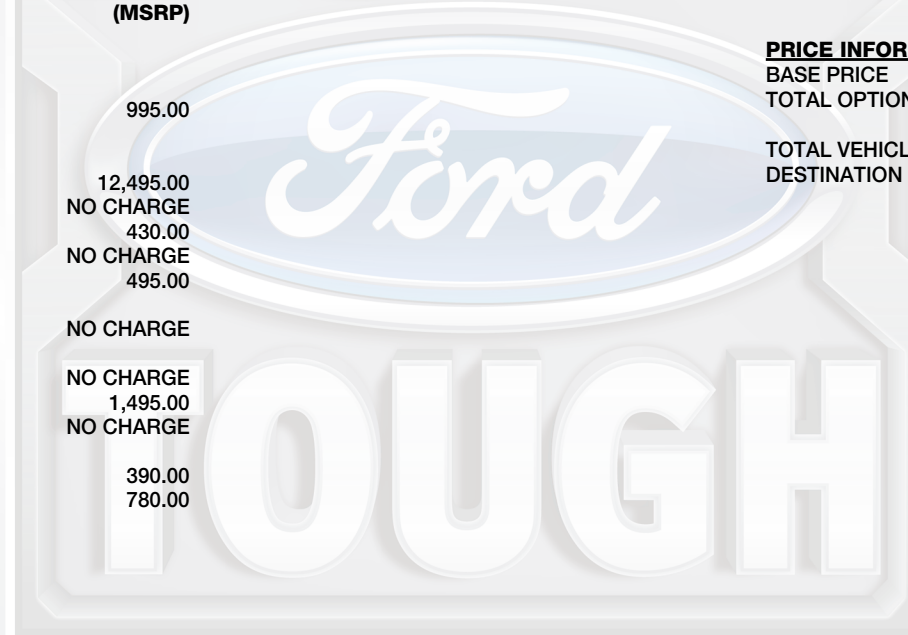 (MSRP)
995.00
12,495.00
NO CHARGE
430.00
NO CHARGE
495.00
NO CHARGE
NO CHARGE
1,495.00
NO CHARGE
390.00
780.00
PRICE INFOR
BASE PRICE
TOTAL OPTION
TOTAL VEHICL
DESTINATION
Ford
TOUGH